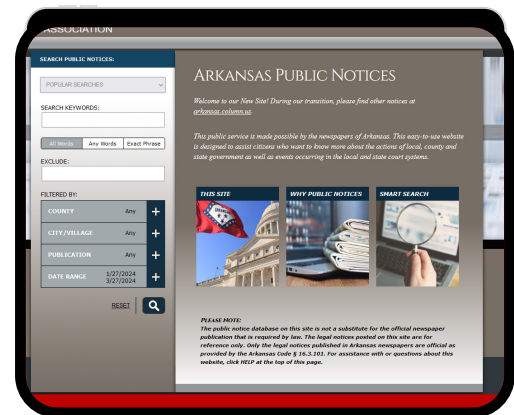 ASSOCIATION
SEARCH PUBLIC NOTICES:
POPULAR SEARCHES
SEARCH KEYWORDS:
All Words Any Words Exact Phrase
EXCLUDE:
FILTERED BY:
COUNTY Any +
CITY/VILLAGE Any +
PUBLICATION Any +
DATE RANGE 1/27/2024 3/27/2024 +
RESET
ARKANSAS PUBLIC NOTICES
Welcome to our New Site! During our transition, please find other notices at
arkansas.column.us.
This public service is made possible by the newspapers of Arkansas. This easy-to-use website
is designed to assist citizens who want to know more about the actions of local, county and
state government as well as events occurring in the local and state court systems.
THIS SITE WHY PUBLIC NOTICES SMART SEARCH
PLEASE NOTE:
The public notice database on this site is not a substitute for the official newspaper
publication that is required by law. The legal notices posted on this site are for
reference only. Only the legal notices published in Arkansas newspapers are official as
provided by the Arkansas Code § 16.3.101. For assistance with or questions about this
website, click HELP at the top of this page.